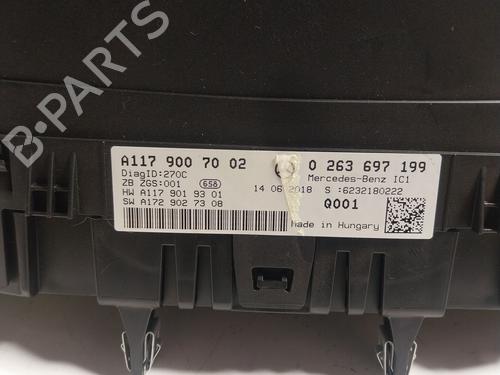 A117 900 70 02
DiagID:270C
ZB ZGS:001 658
HW A117 901 93 01
SW A172 902 73 08
14 06 2018
0 263 697 199
Mercedes-Benz IC1
S :6232180222
Q001
made in Hungary
B-PARTS